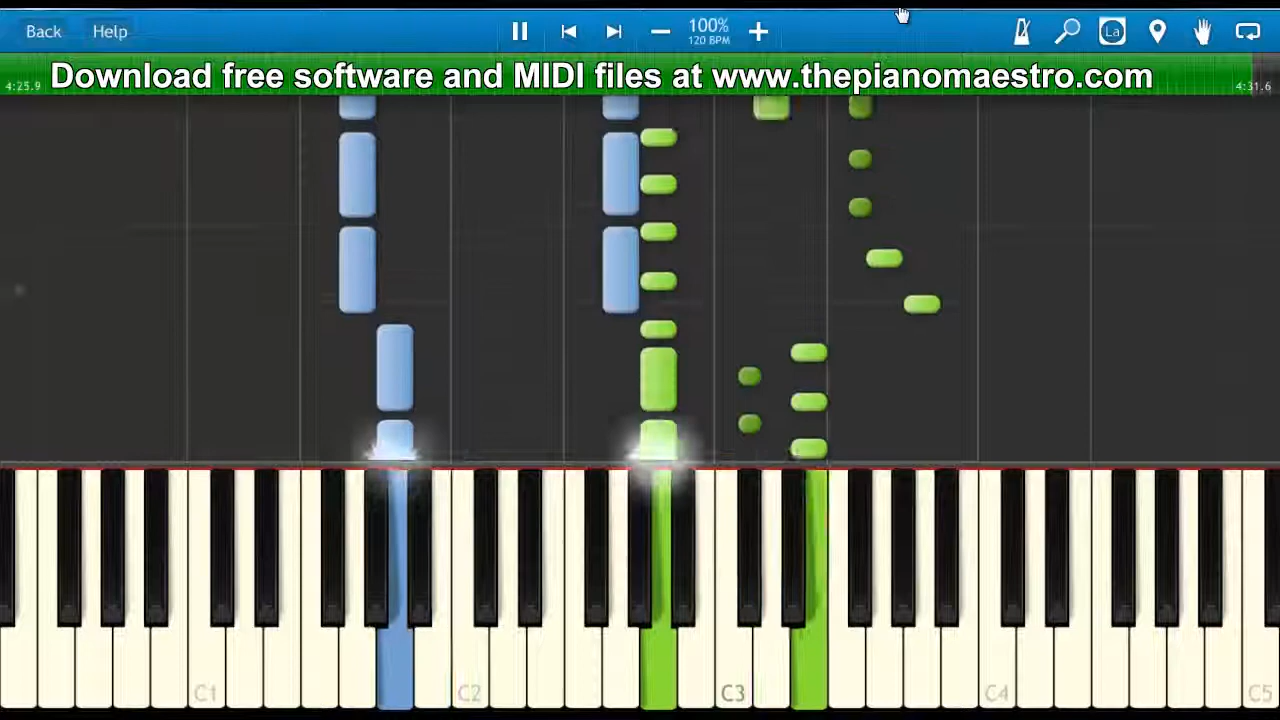 Back Help 100% La
120 BPM
Download free software and MIDI files at www.thepianomaestro.com
4:25.9 4:31.6
C1 C2 C3 C4 C5